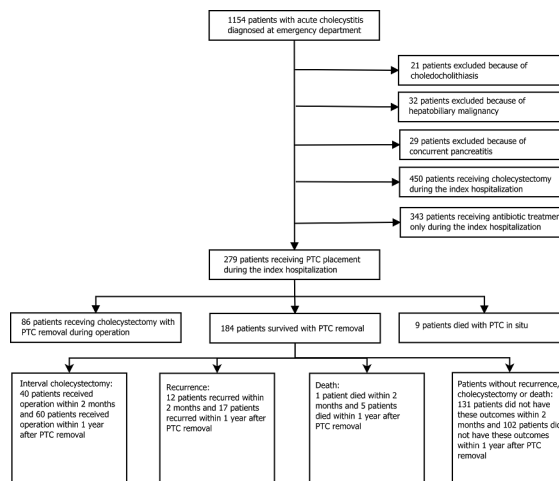 1154 patients with acute cholecystitis
diagnosed at emergency department
21 patients excluded because of
choledocholithiasis
32 patients excluded because of
hepatobiliary malignancy
29 patients excluded because of
concurrent pancreatitis
450 patients receiving cholecystectomy
during the index hospitalization
343 patients receiving antibiotic treatment
only during the index hospitalization
279 patients receiving PTC placement
during the index hospitalization
86 patients receving cholecystectomy with
PTC removal during operation
184 patients survived with PTC removal
9 patients died with PTC in situ
Interval cholecystectomy:
40 patients received
operation within 2 months
and 60 patients received
operation within 1 year
after PTC removal
Recurrence:
12 patients recurred within
2 months and 17 patients
recurred within 1 year after
PTC removal
Death:
1 patient died within 2
months and 5 patients
died within 1 year after
PTC removal
Patients without recurrence,
cholecystectomy or death:
131 patients did not have
these outcomes within 2
months and 102 patients did
not have these outcomes
within 1 year after PTC
removal